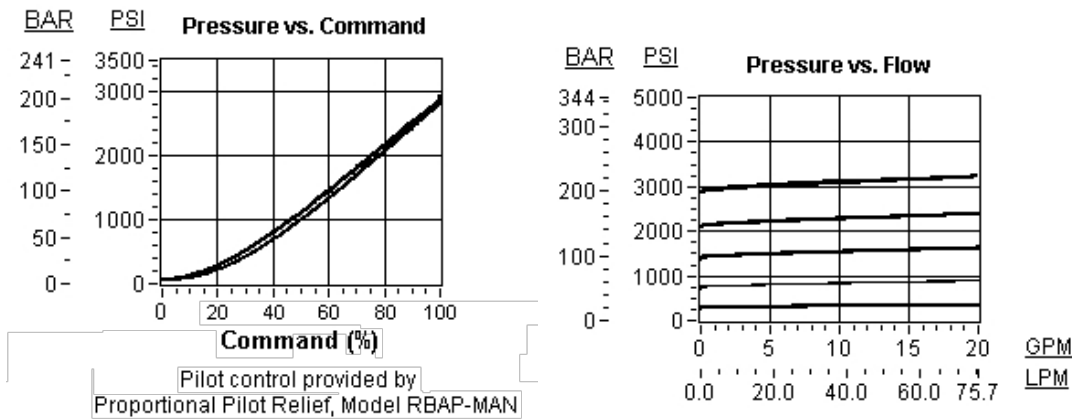 BAR PSI Pressure vs. Command
241 3500
200 3000
150 2000
100 1000
50
0 0
0 20 40 60 80 100
Command (%)
Pilot control provided by
Proportional Pilot Relief, Model RBAP-MAN
BAR PSI Pressure vs. Flow
344 5000
300 4000
200 3000
2000
100 1000
0 0
0 5 10 15 20 GPM
0.0 20.0 40.0 60.0 75.7 LPM